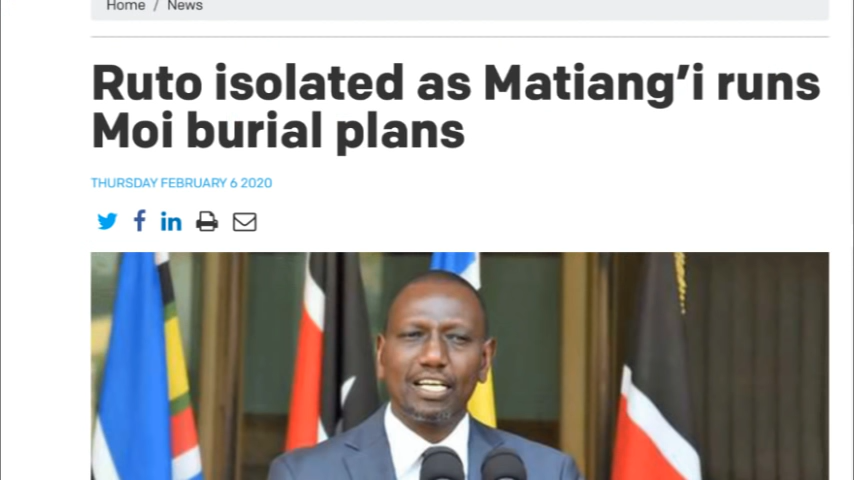 Home / News
Ruto isolated as Matiang’i runs
Moi burial plans
THURSDAY FEBRUARY 6 2020